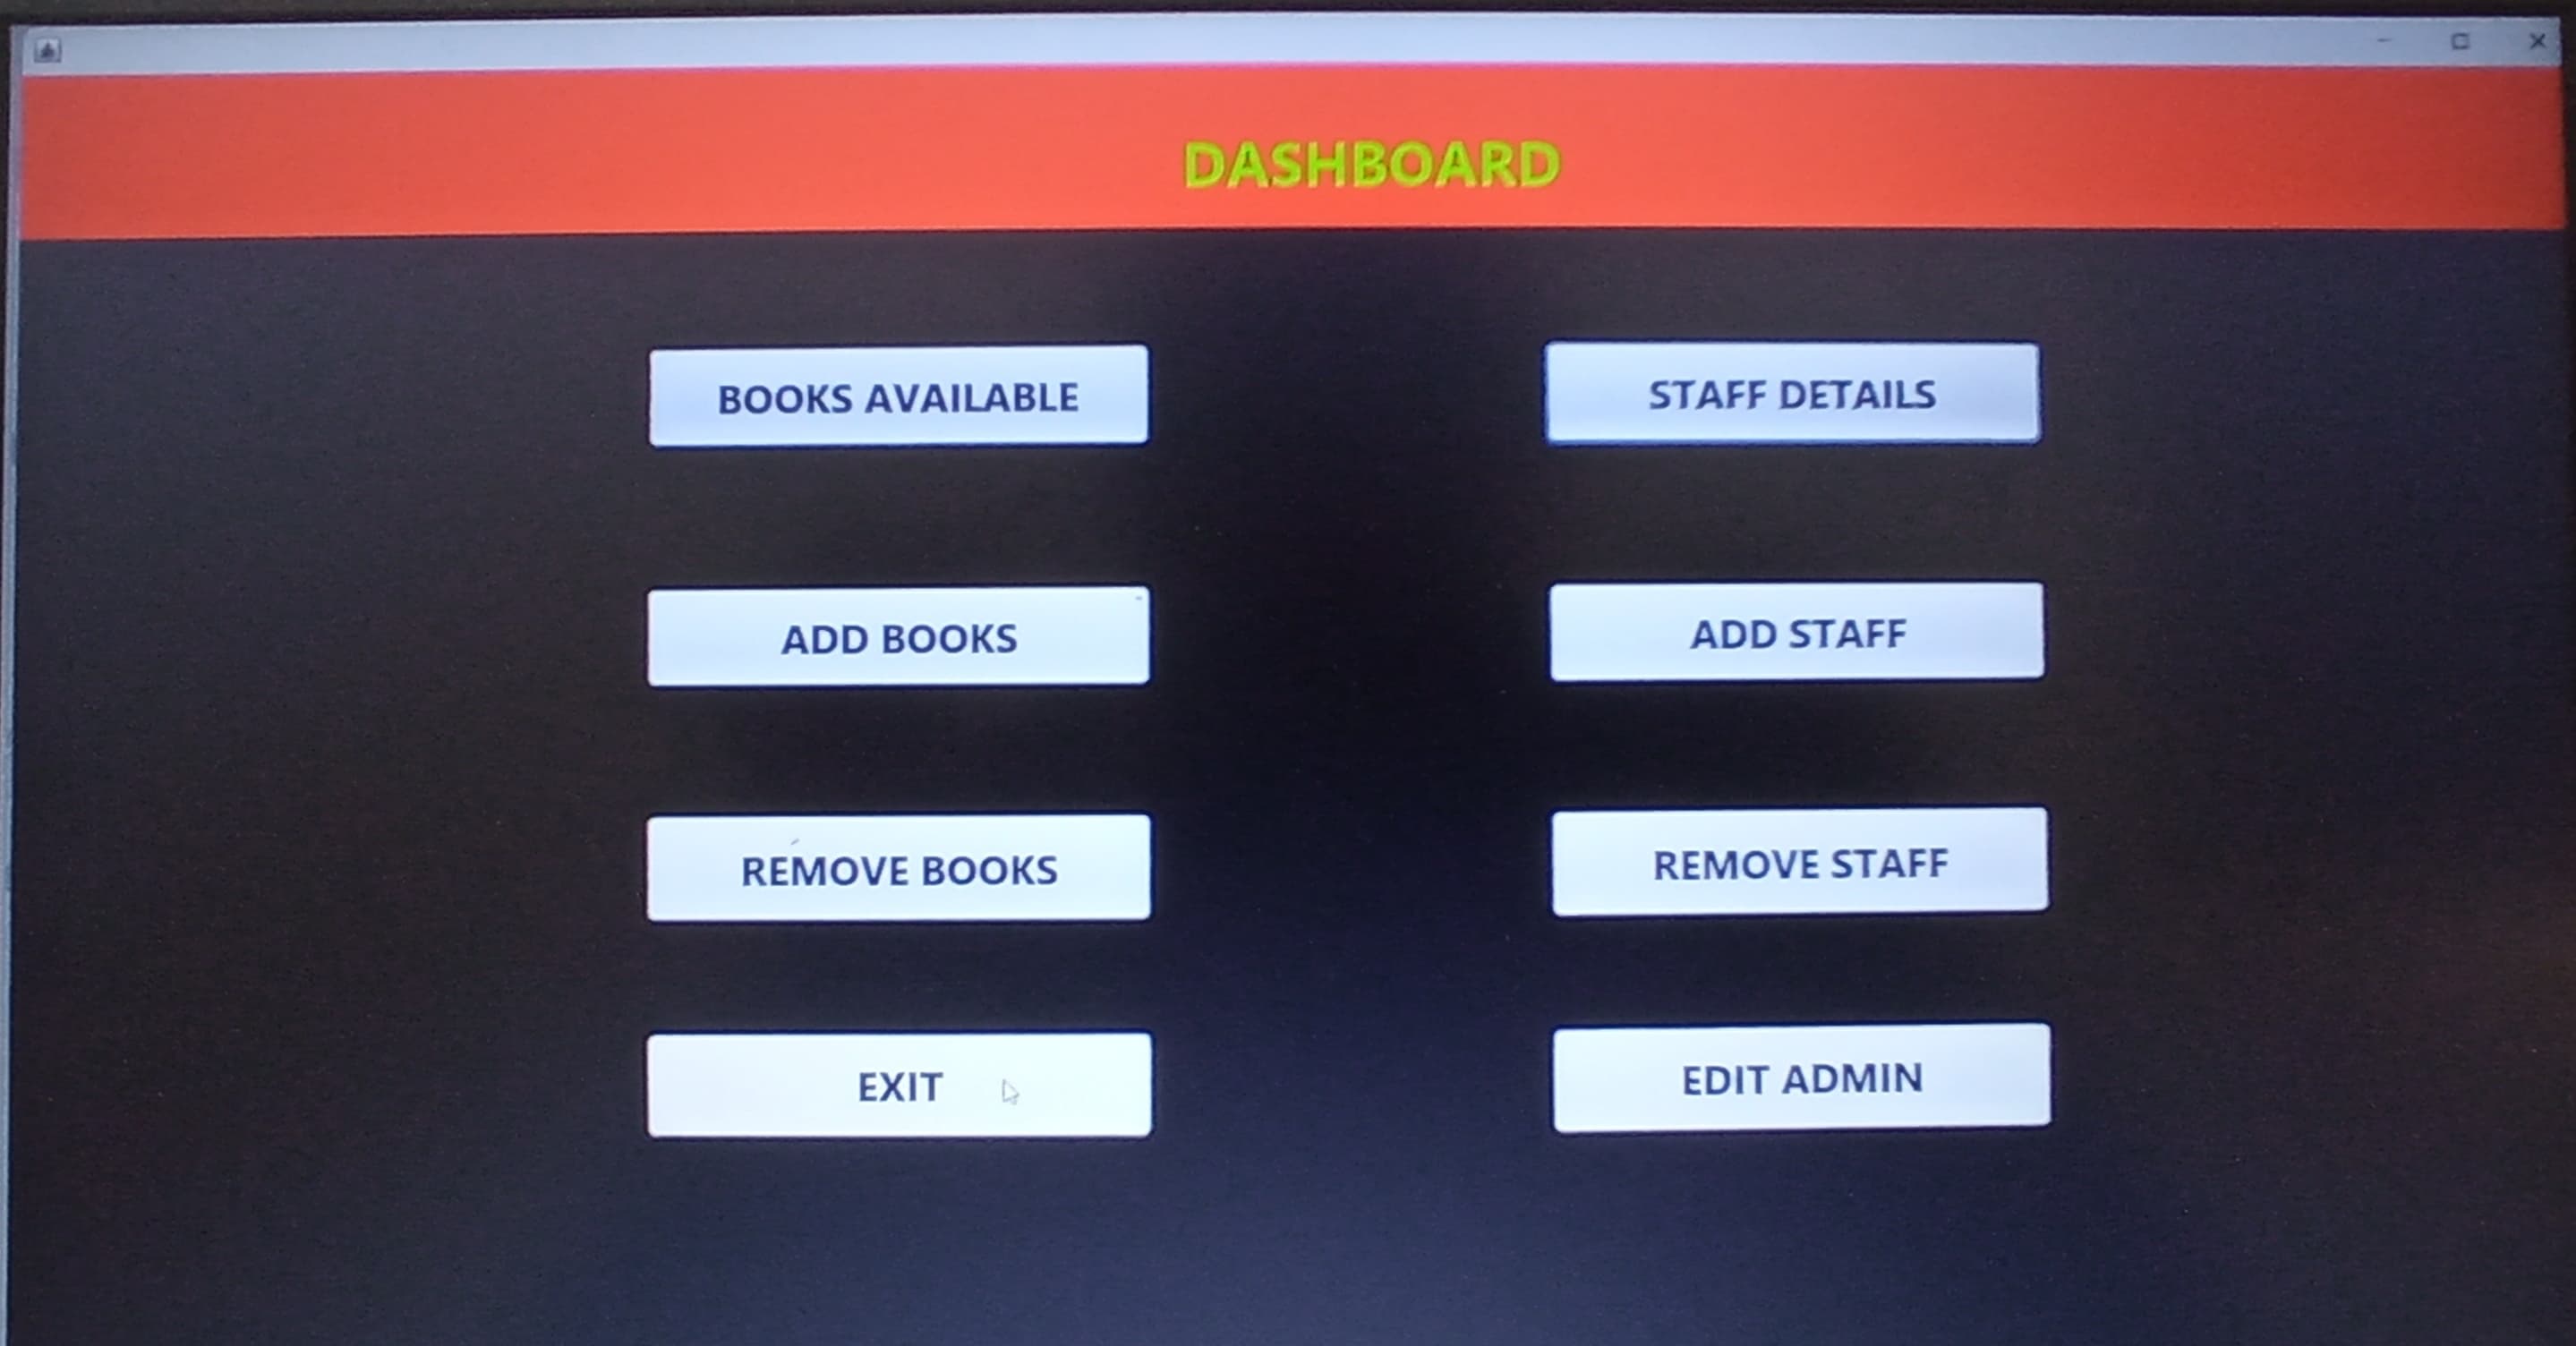 DASHBOARD
BOOKS AVAILABLE
STAFF DETAILS
ADD BOOKS
ADD STAFF
REMOVE BOOKS
REMOVE STAFF
EXIT
EDIT ADMIN